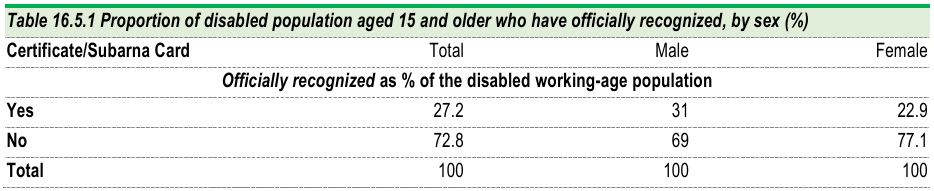 Table 16.5.1 Proportion of disabled population aged 15 and older who have officially recognized, by sex (%)
Certificate/Subarna Card Total Male Female
Officially recognized as % of the disabled working-age population
Yes 27.2 31 22.9
No 72.8 69 77.1
Total 100 100 100